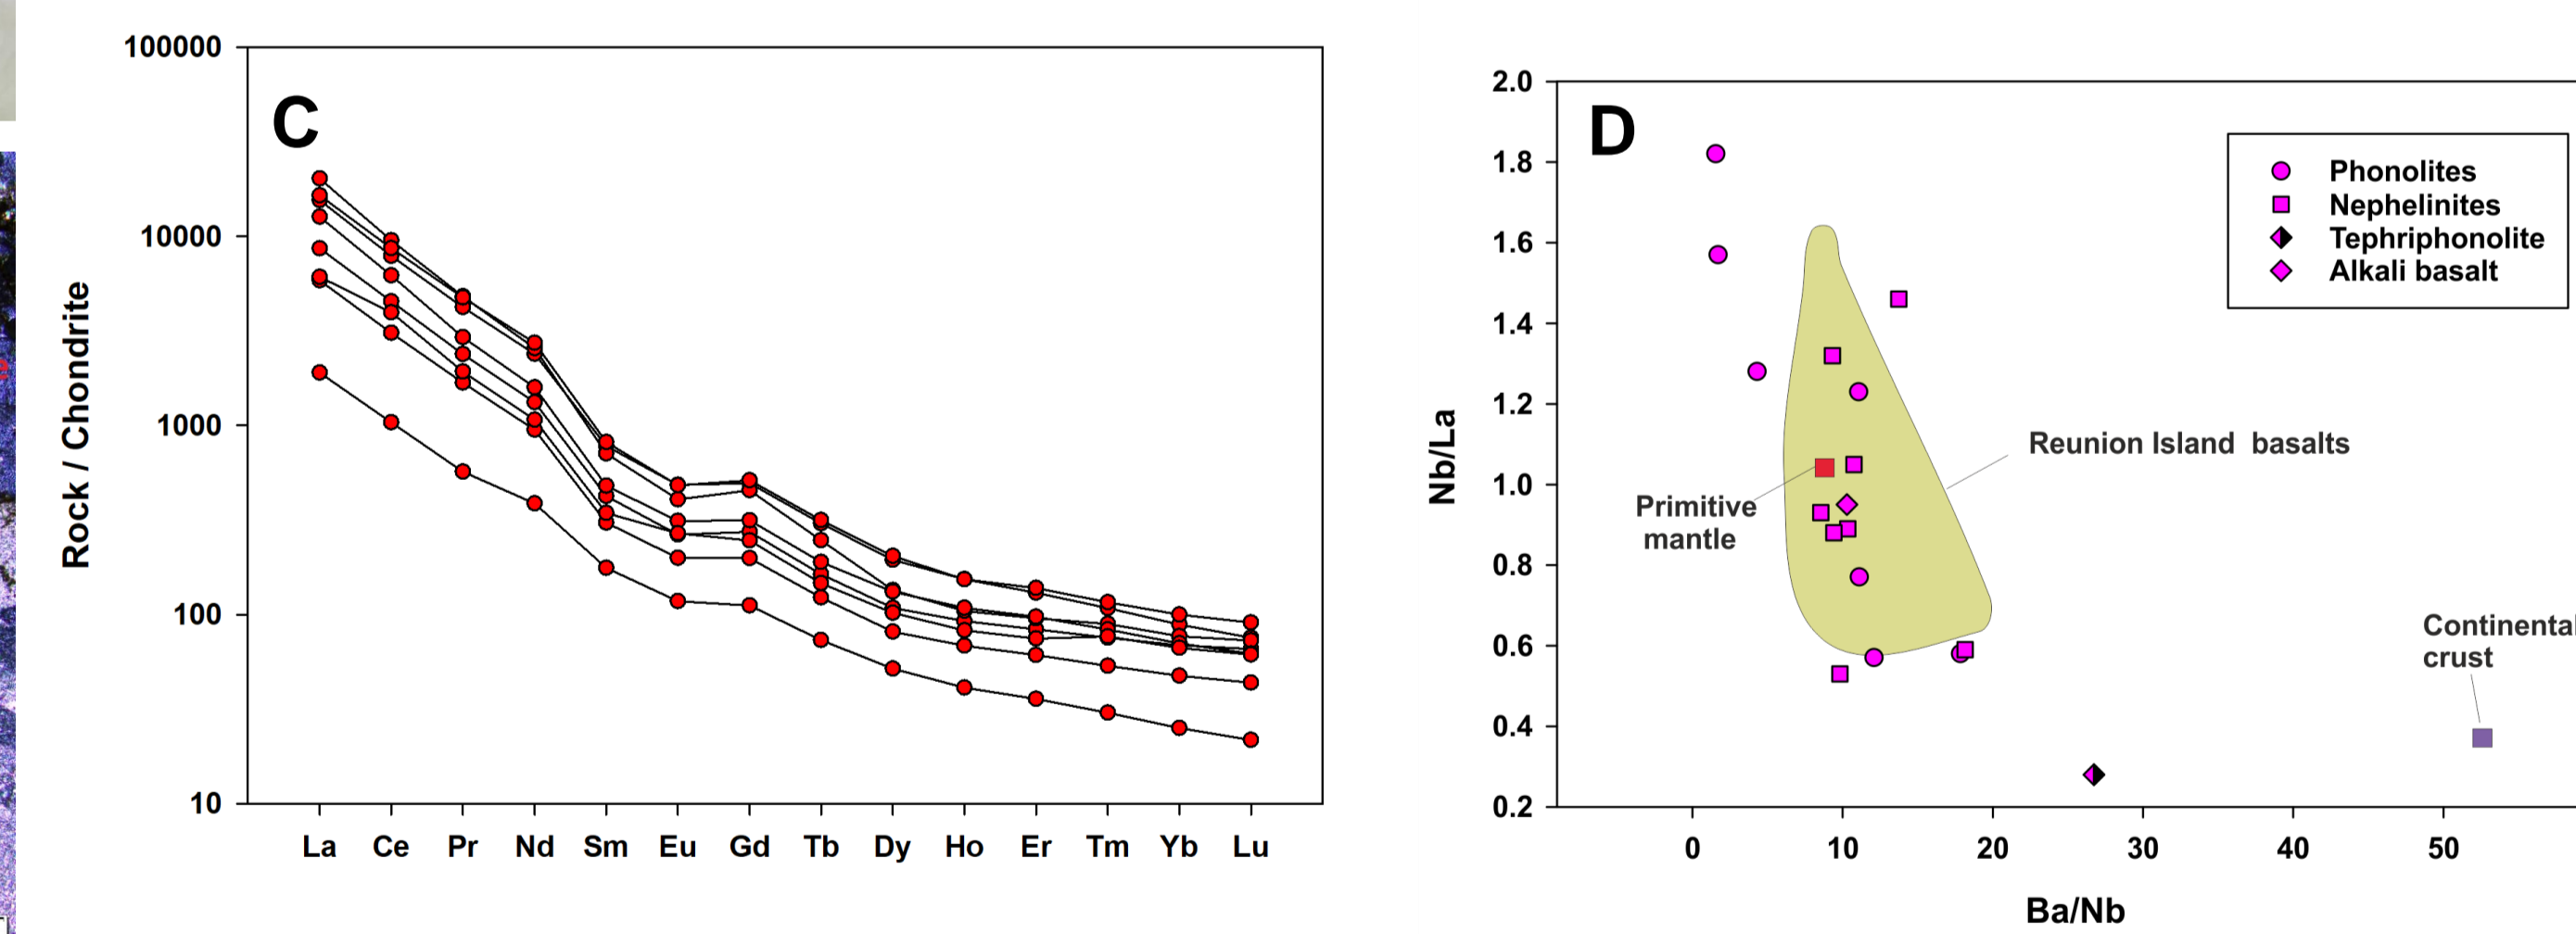 C
100000
10000
1000
100
10
Rock / Chondrite
La Ce Pr Nd Sm Eu Gd Tb Dy Ho Er Tm Yb Lu
D
2.0
1.8
1.6
1.4
1.2
1.0
0.8
0.6
0.4
0.2
Nb/La
Phonolites
Nephelinites
Tephriphonolite
Alkali basalt
Reunion Island basalts
Primitive
mantle
Continental
crust
0 10 20 30 40 50
Ba/Nb